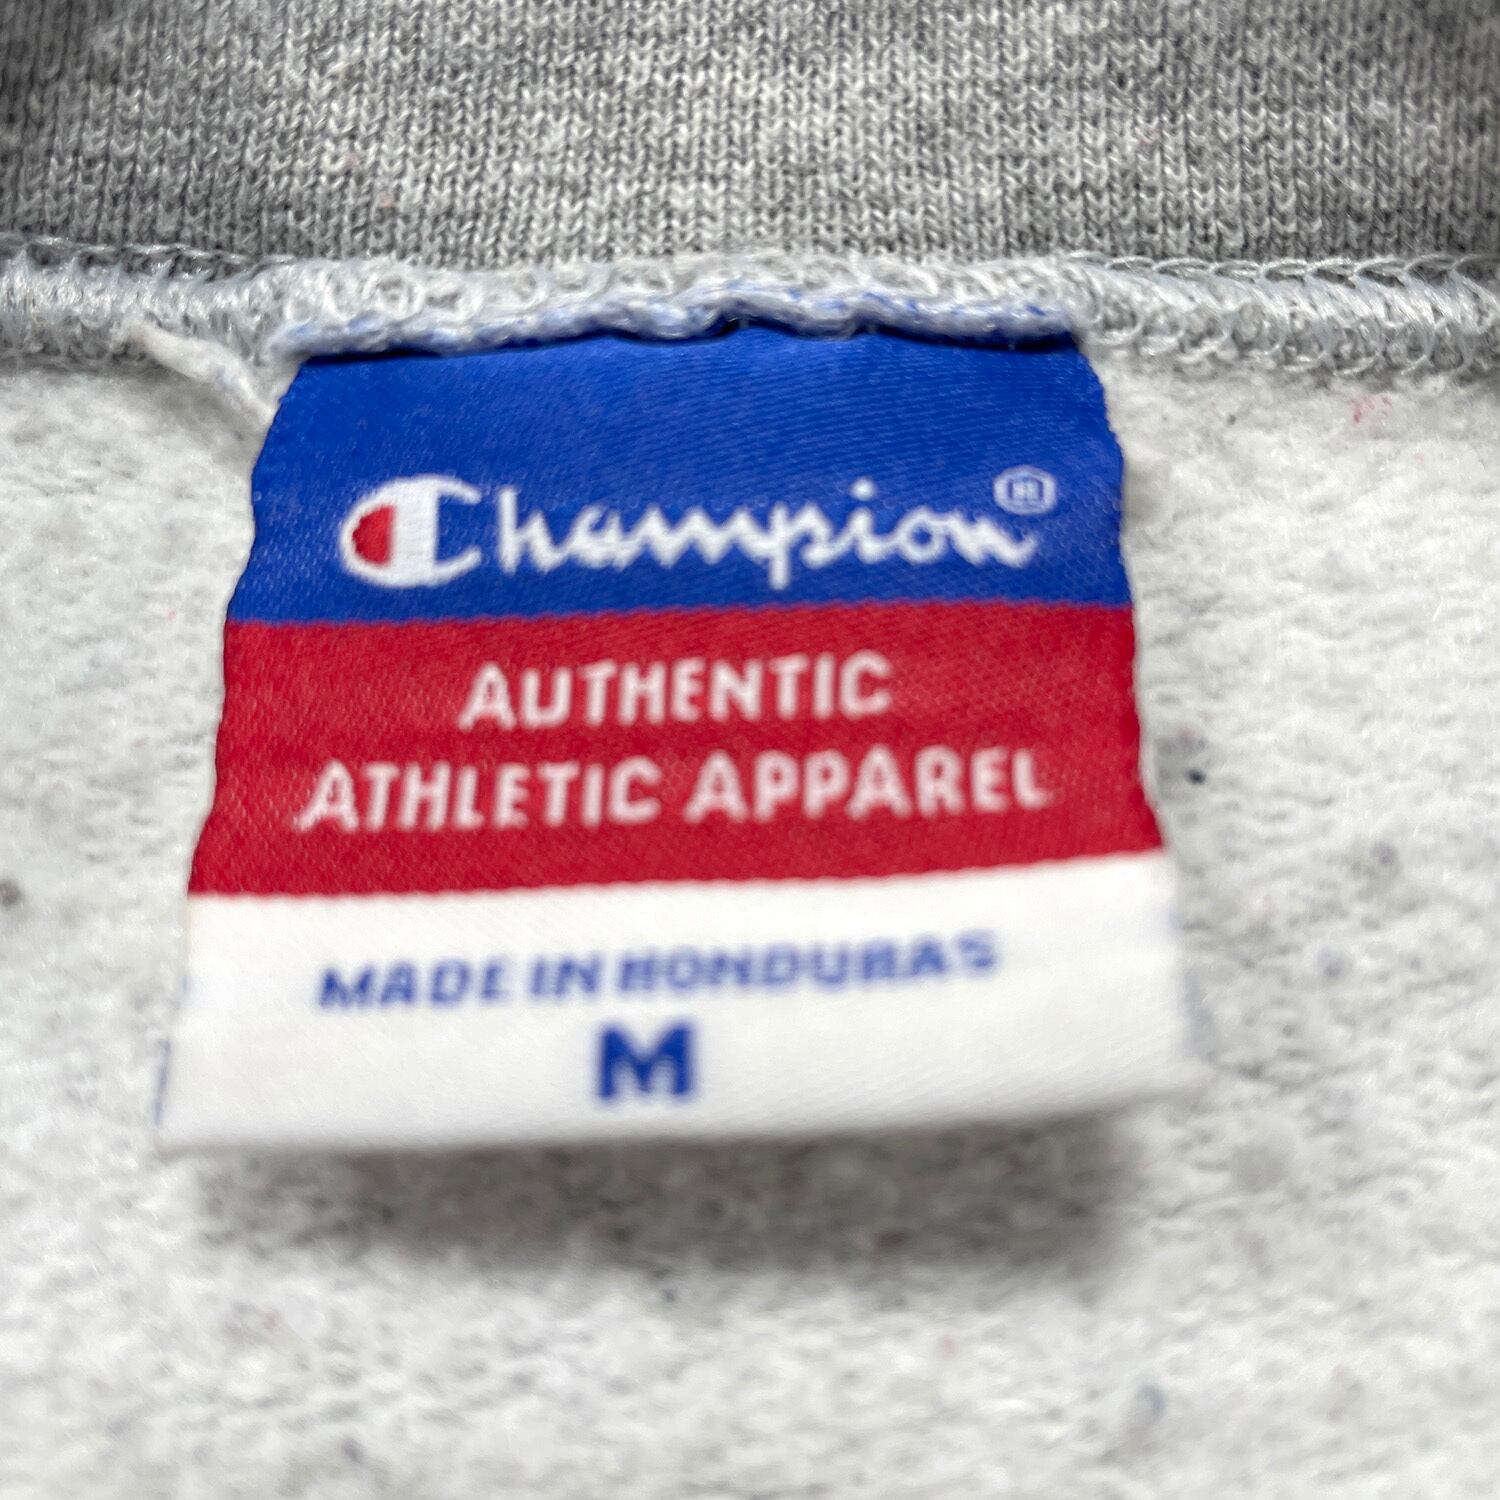 Champion®
AUTHENTIC
ATHLETIC APPAREL
MADE IN HONDURAS
M